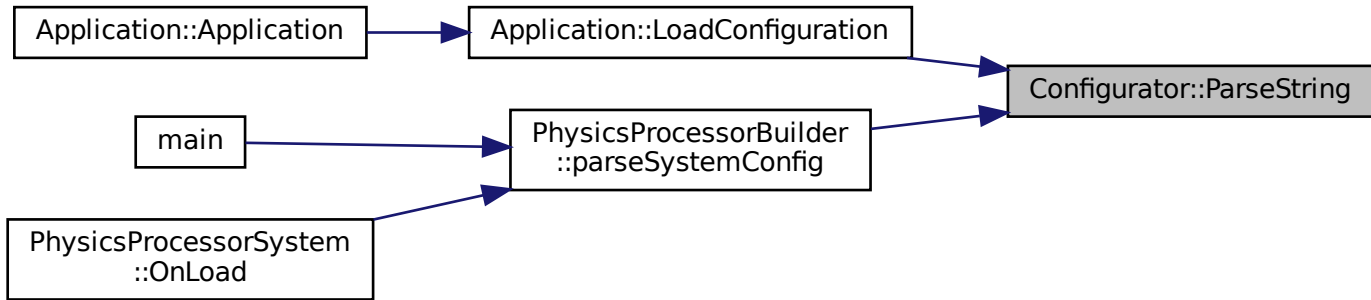 Application::Application
Application::LoadConfiguration
Configurator::ParseString
main
PhysicsProcessorBuilder
::parseSystemConfig
PhysicsProcessorSystem
::OnLoad